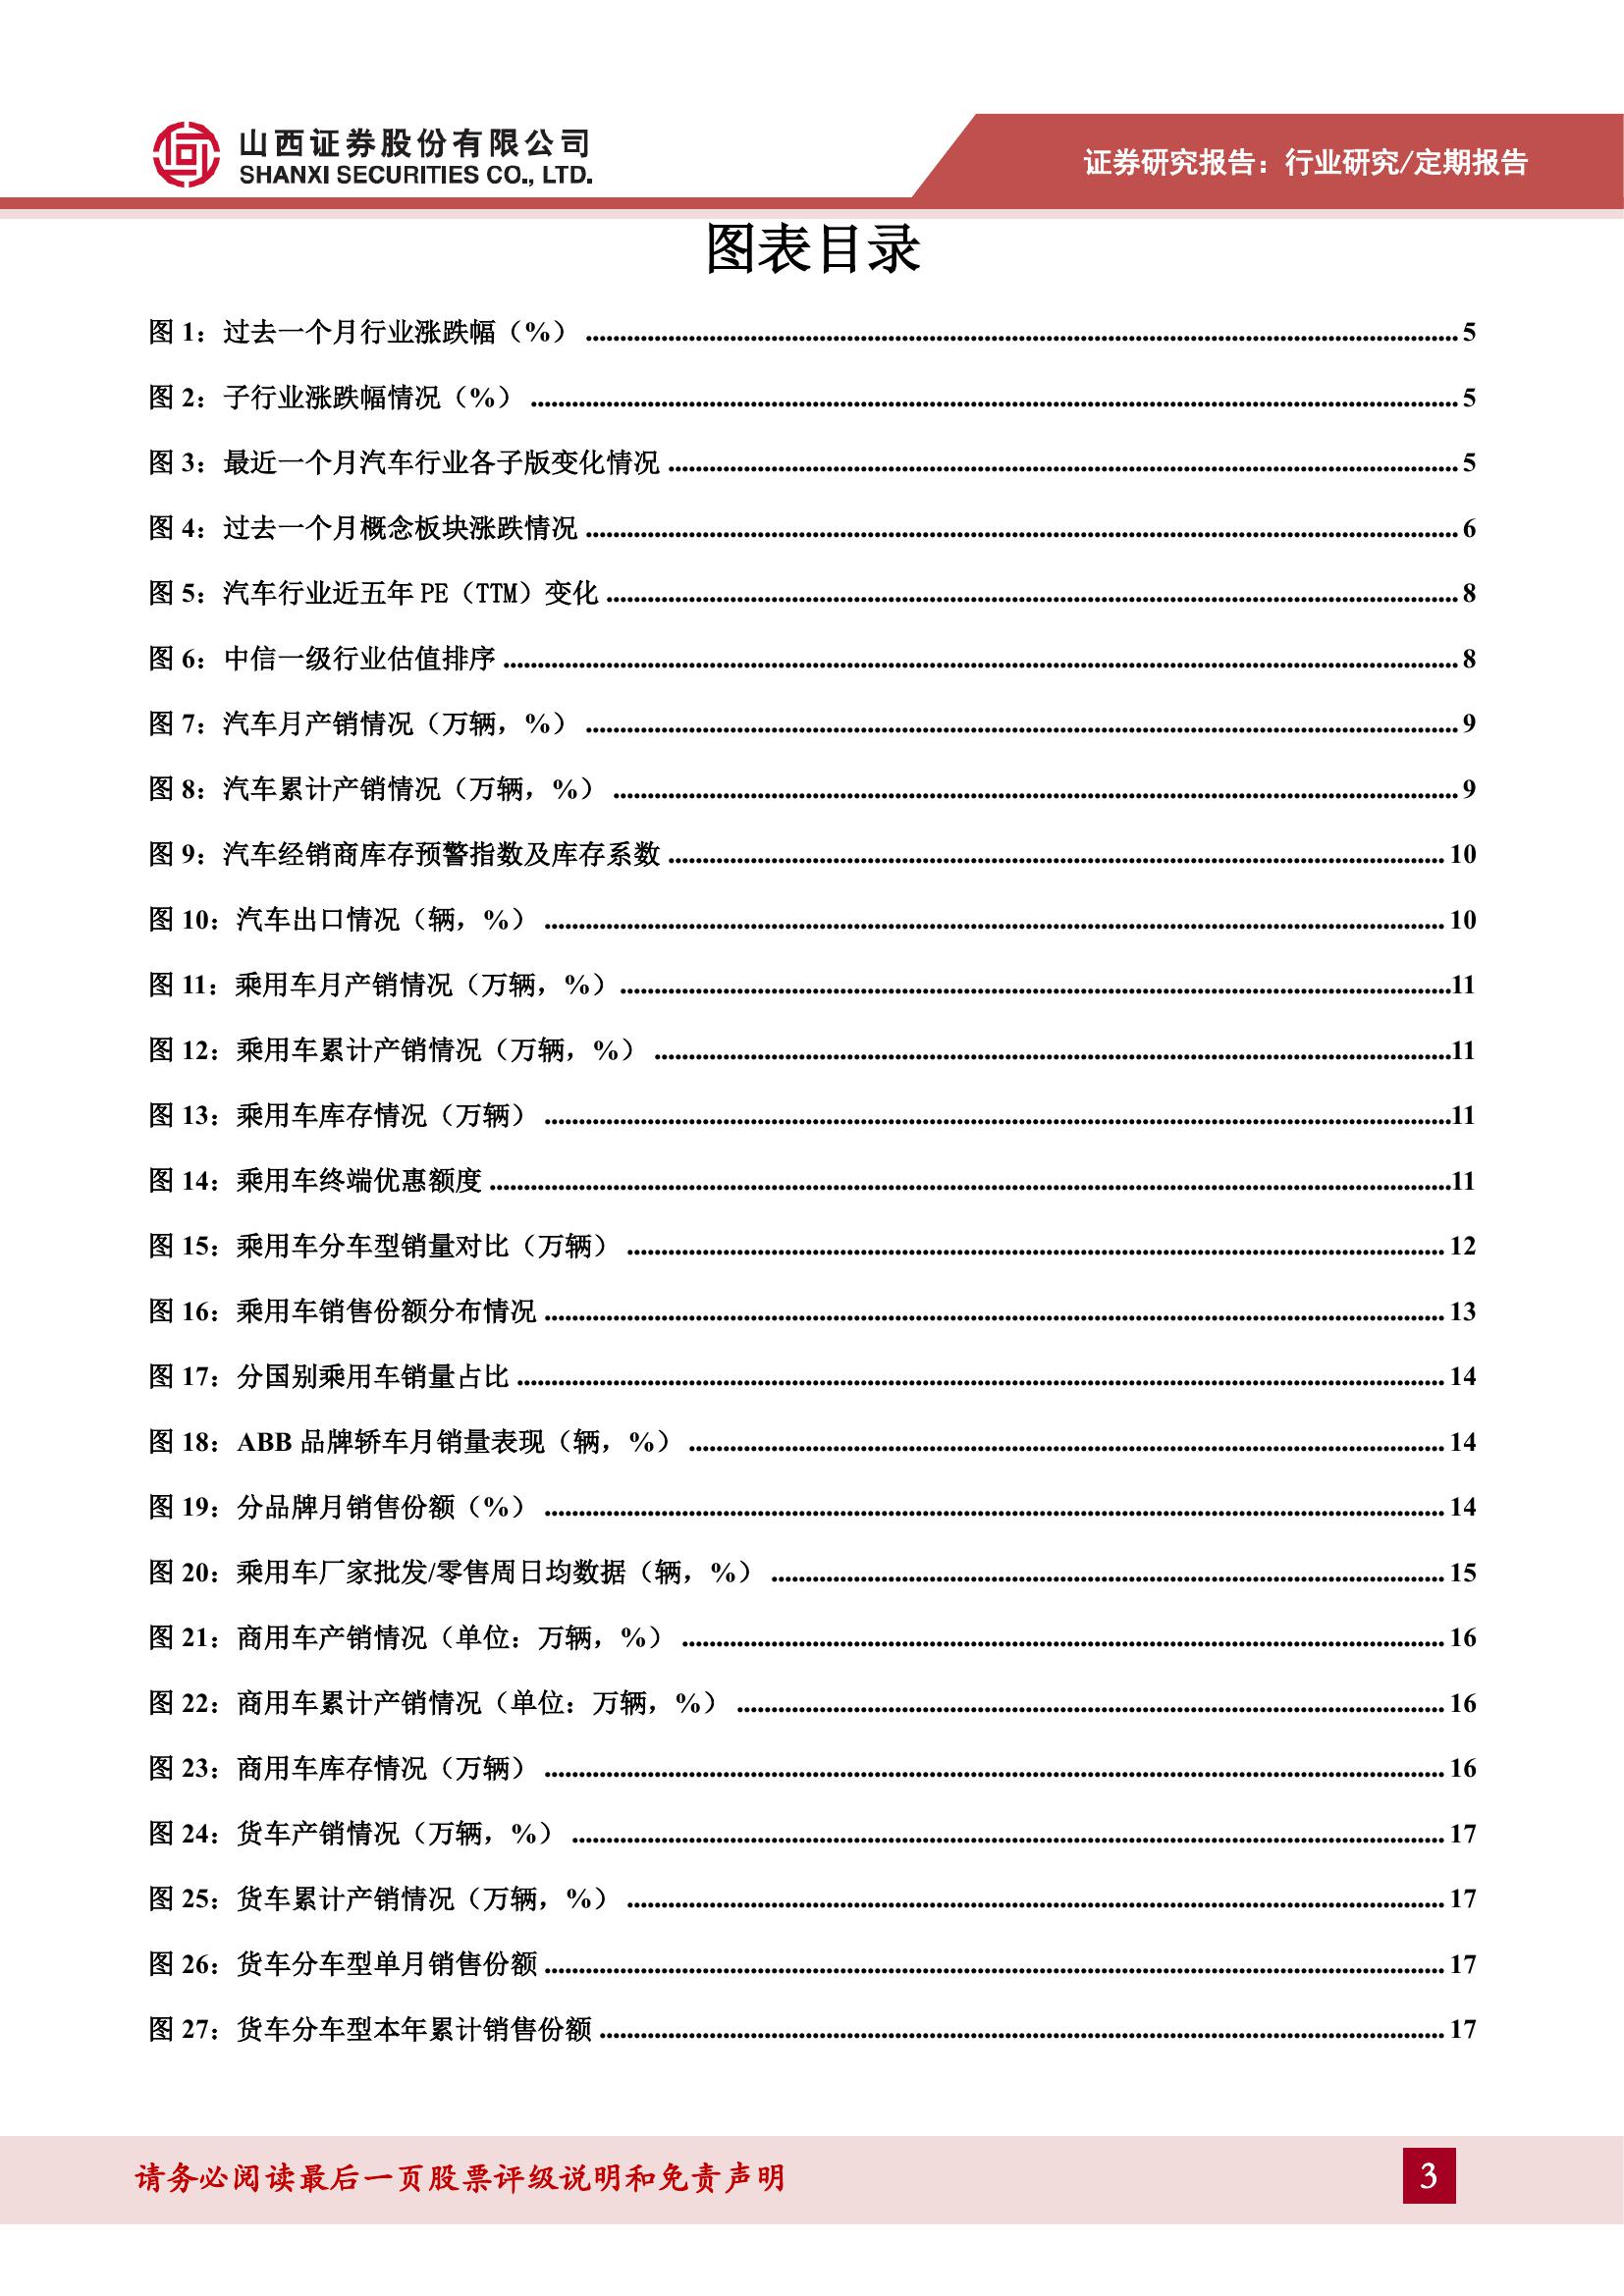 山西证券股份有限公司
SHANXI SECURITIES CO., LTD.
证券研究报告：行业研究/定期报告
图表目录
图 1：过去一个月行业涨跌幅（%） ........ 5
图 2：子行业涨跌幅情况（%） ........ 5
图 3：最近一个月汽车行业各子版变化情况 ........ 5
图 4：过去一个月概念板块涨跌情况 ........ 6
图 5：汽车行业近五年 PE（TTM）变化 ........ 8
图 6：中信一级行业估值排序 ........ 8
图 7：汽车月产销情况（万辆，%） ........ 9
图 8：汽车累计产销情况（万辆，%） ........ 9
图 9：汽车经销商库存预警指数及库存系数 ........ 10
图 10：汽车出口情况（辆，%） ........ 10
图 11：乘用车月产销情况（万辆，%） ........ 11
图 12：乘用车累计产销情况（万辆，%） ........ 11
图 13：乘用车库存情况（万辆） ........ 11
图 14：乘用车终端优惠额度 ........ 11
图 15：乘用车分车型销量对比（万辆） ........ 12
图 16：乘用车销售份额分布情况 ........ 13
图 17：分国别乘用车销量占比 ........ 14
图 18：ABB 品牌轿车月销量表现（辆，%） ........ 14
图 19：分品牌月销售份额（%） ........ 14
图 20：乘用车厂家批发/零售周日均数据（辆，%） ........ 15
图 21：商用车产销情况（单位：万辆，%） ........ 16
图 22：商用车累计产销情况（单位：万辆，%） ........ 16
图 23：商用车库存情况（万辆） ........ 16
图 24：货车产销情况（万辆，%） ........ 17
图 25：货车累计产销情况（万辆，%） ........ 17
图 26：货车分车型单月销售份额 ........ 17
图 27：货车分车型本年累计销售份额 ........ 17
请务必阅读最后一页股票评级说明和免责声明
3